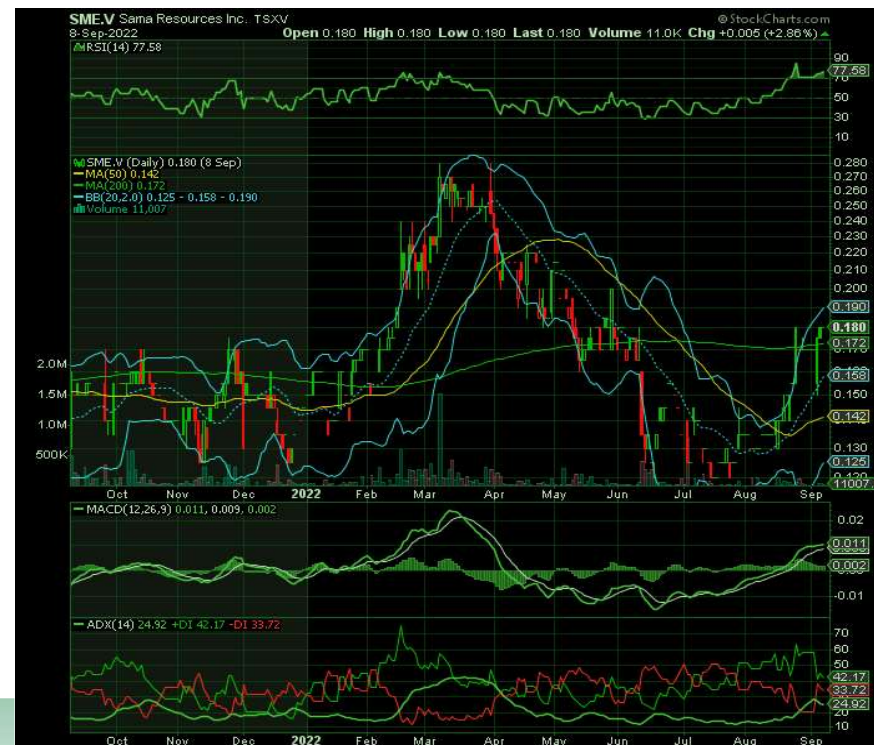 SME.V Sama Resources Inc. TSXV © StockCharts.com
8-Sep-2022 Open 0.180 High 0.180 Low 0.180 Last 0.180 Volume 11.0K Chg +0.005 (+2.86%)
RSI(14) 77.58
90
77.58
70
50
30
10
SME.V (Daily) 0.180 (8 Sep)
MA(50) 0.142
MA(200) 0.172
BB(20,2.0) 0.125 - 0.158 - 0.190
Volume 11,007
0.280
0.270
0.260
0.250
0.240
0.230
0.220
0.210
0.200
0.190
0.180
0.172
0.158
0.150
0.142
0.130
0.125
0.120
11007
2.0M
1.5M
1.0M
500K
Oct Nov Dec 2022 Feb Mar Apr May Jun Jul Aug Sep
MACD(12,26,9) 0.011, 0.009, 0.002
0.02
0.011
0.002
-0.01
ADX(14) 24.92 +DI 42.17 -DI 33.72
70
60
50
42.17
33.72
24.92
20
10
Oct Nov Dec 2022 Feb Mar Apr May Jun Jul Aug Sep